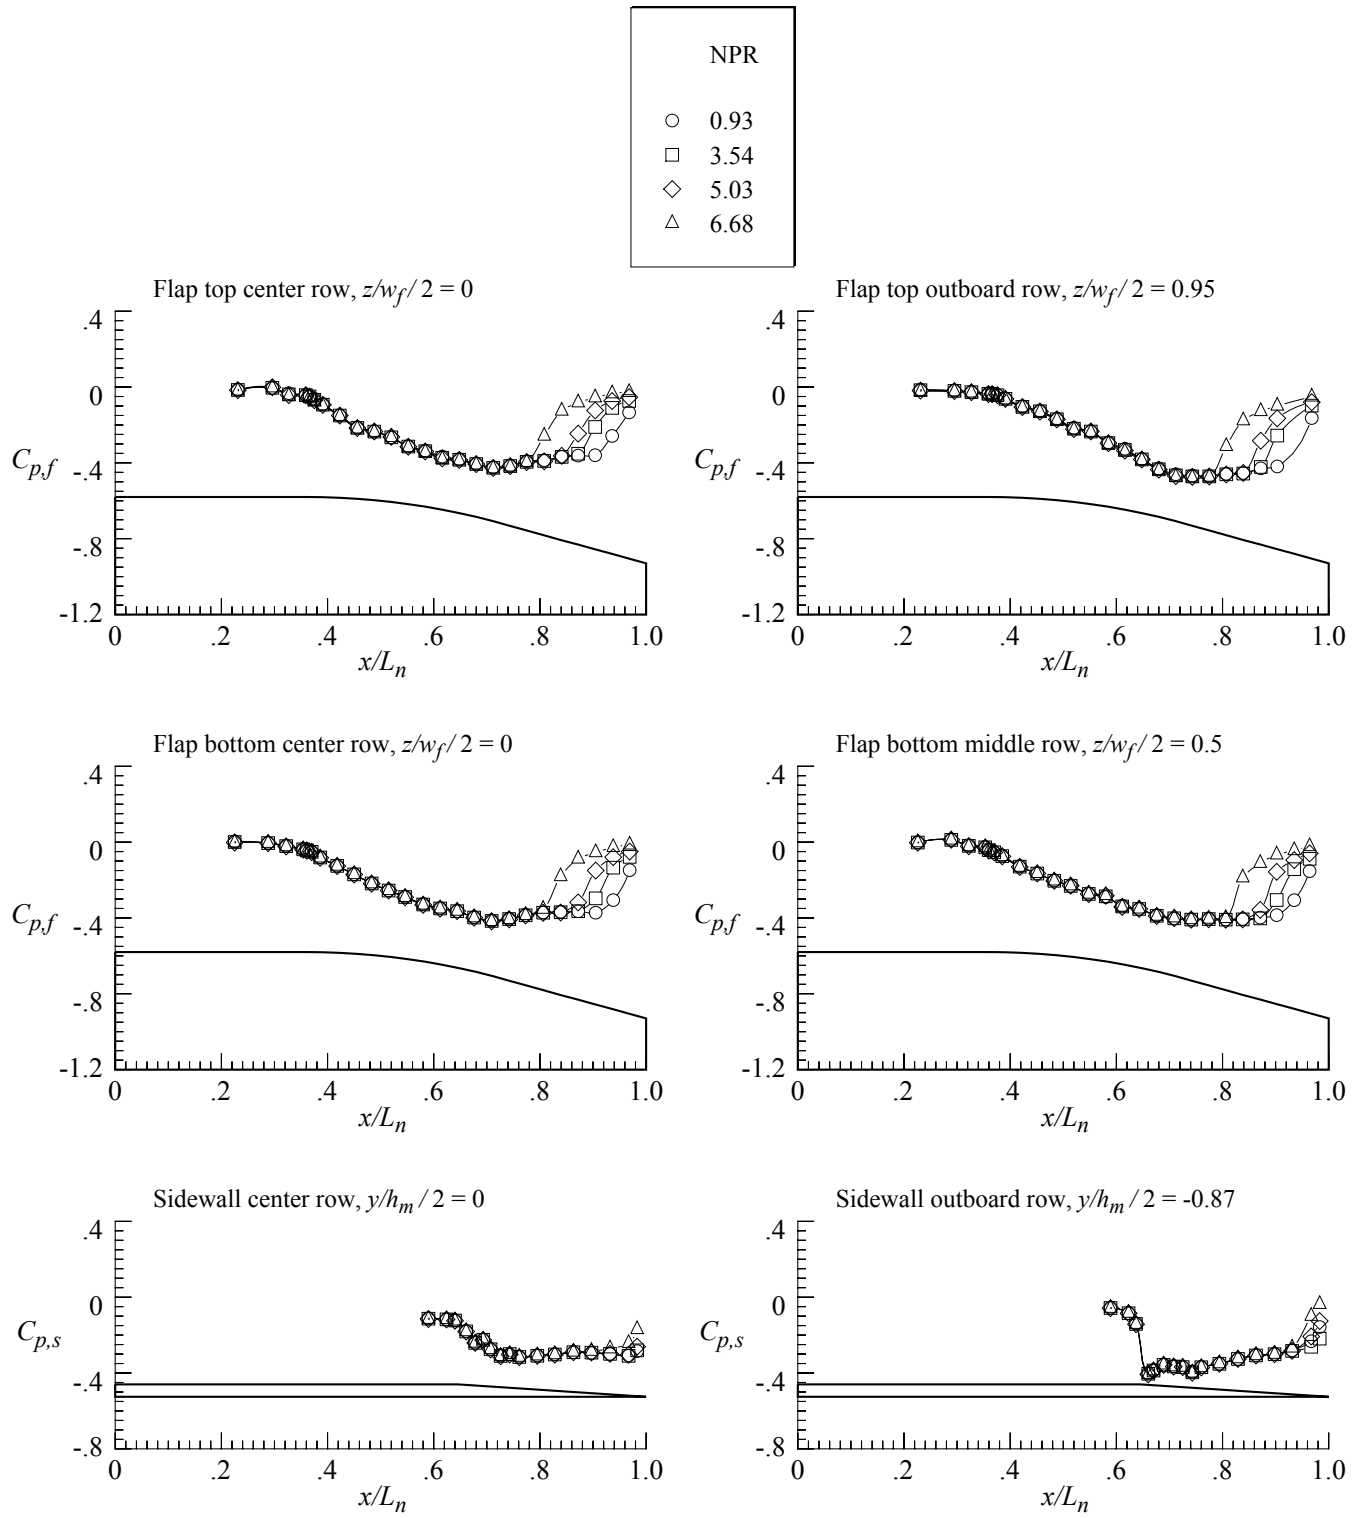 NPR
0.93
3.54
5.03
6.68
Flap top center row, z/w_f / 2 = 0
.4
0
-.4
-.8
-1.2
C_p,f
0 .2 .4 .6 .8 1.0
x/L_n
Flap top outboard row, z/w_f / 2 = 0.95
.4
0
-.4
-.8
-1.2
C_p,f
0 .2 .4 .6 .8 1.0
x/L_n
Flap bottom center row, z/w_f / 2 = 0
.4
0
-.4
-.8
-1.2
C_p,f
0 .2 .4 .6 .8 1.0
x/L_n
Flap bottom middle row, z/w_f / 2 = 0.5
.4
0
-.4
-.8
-1.2
C_p,f
0 .2 .4 .6 .8 1.0
x/L_n
Sidewall center row, y/h_m / 2 = 0
.4
0
-.4
-.8
C_p,s
0 .2 .4 .6 .8 1.0
x/L_n
Sidewall outboard row, y/h_m / 2 = -0.87
.4
0
-.4
-.8
C_p,s
0 .2 .4 .6 .8 1.0
x/L_n